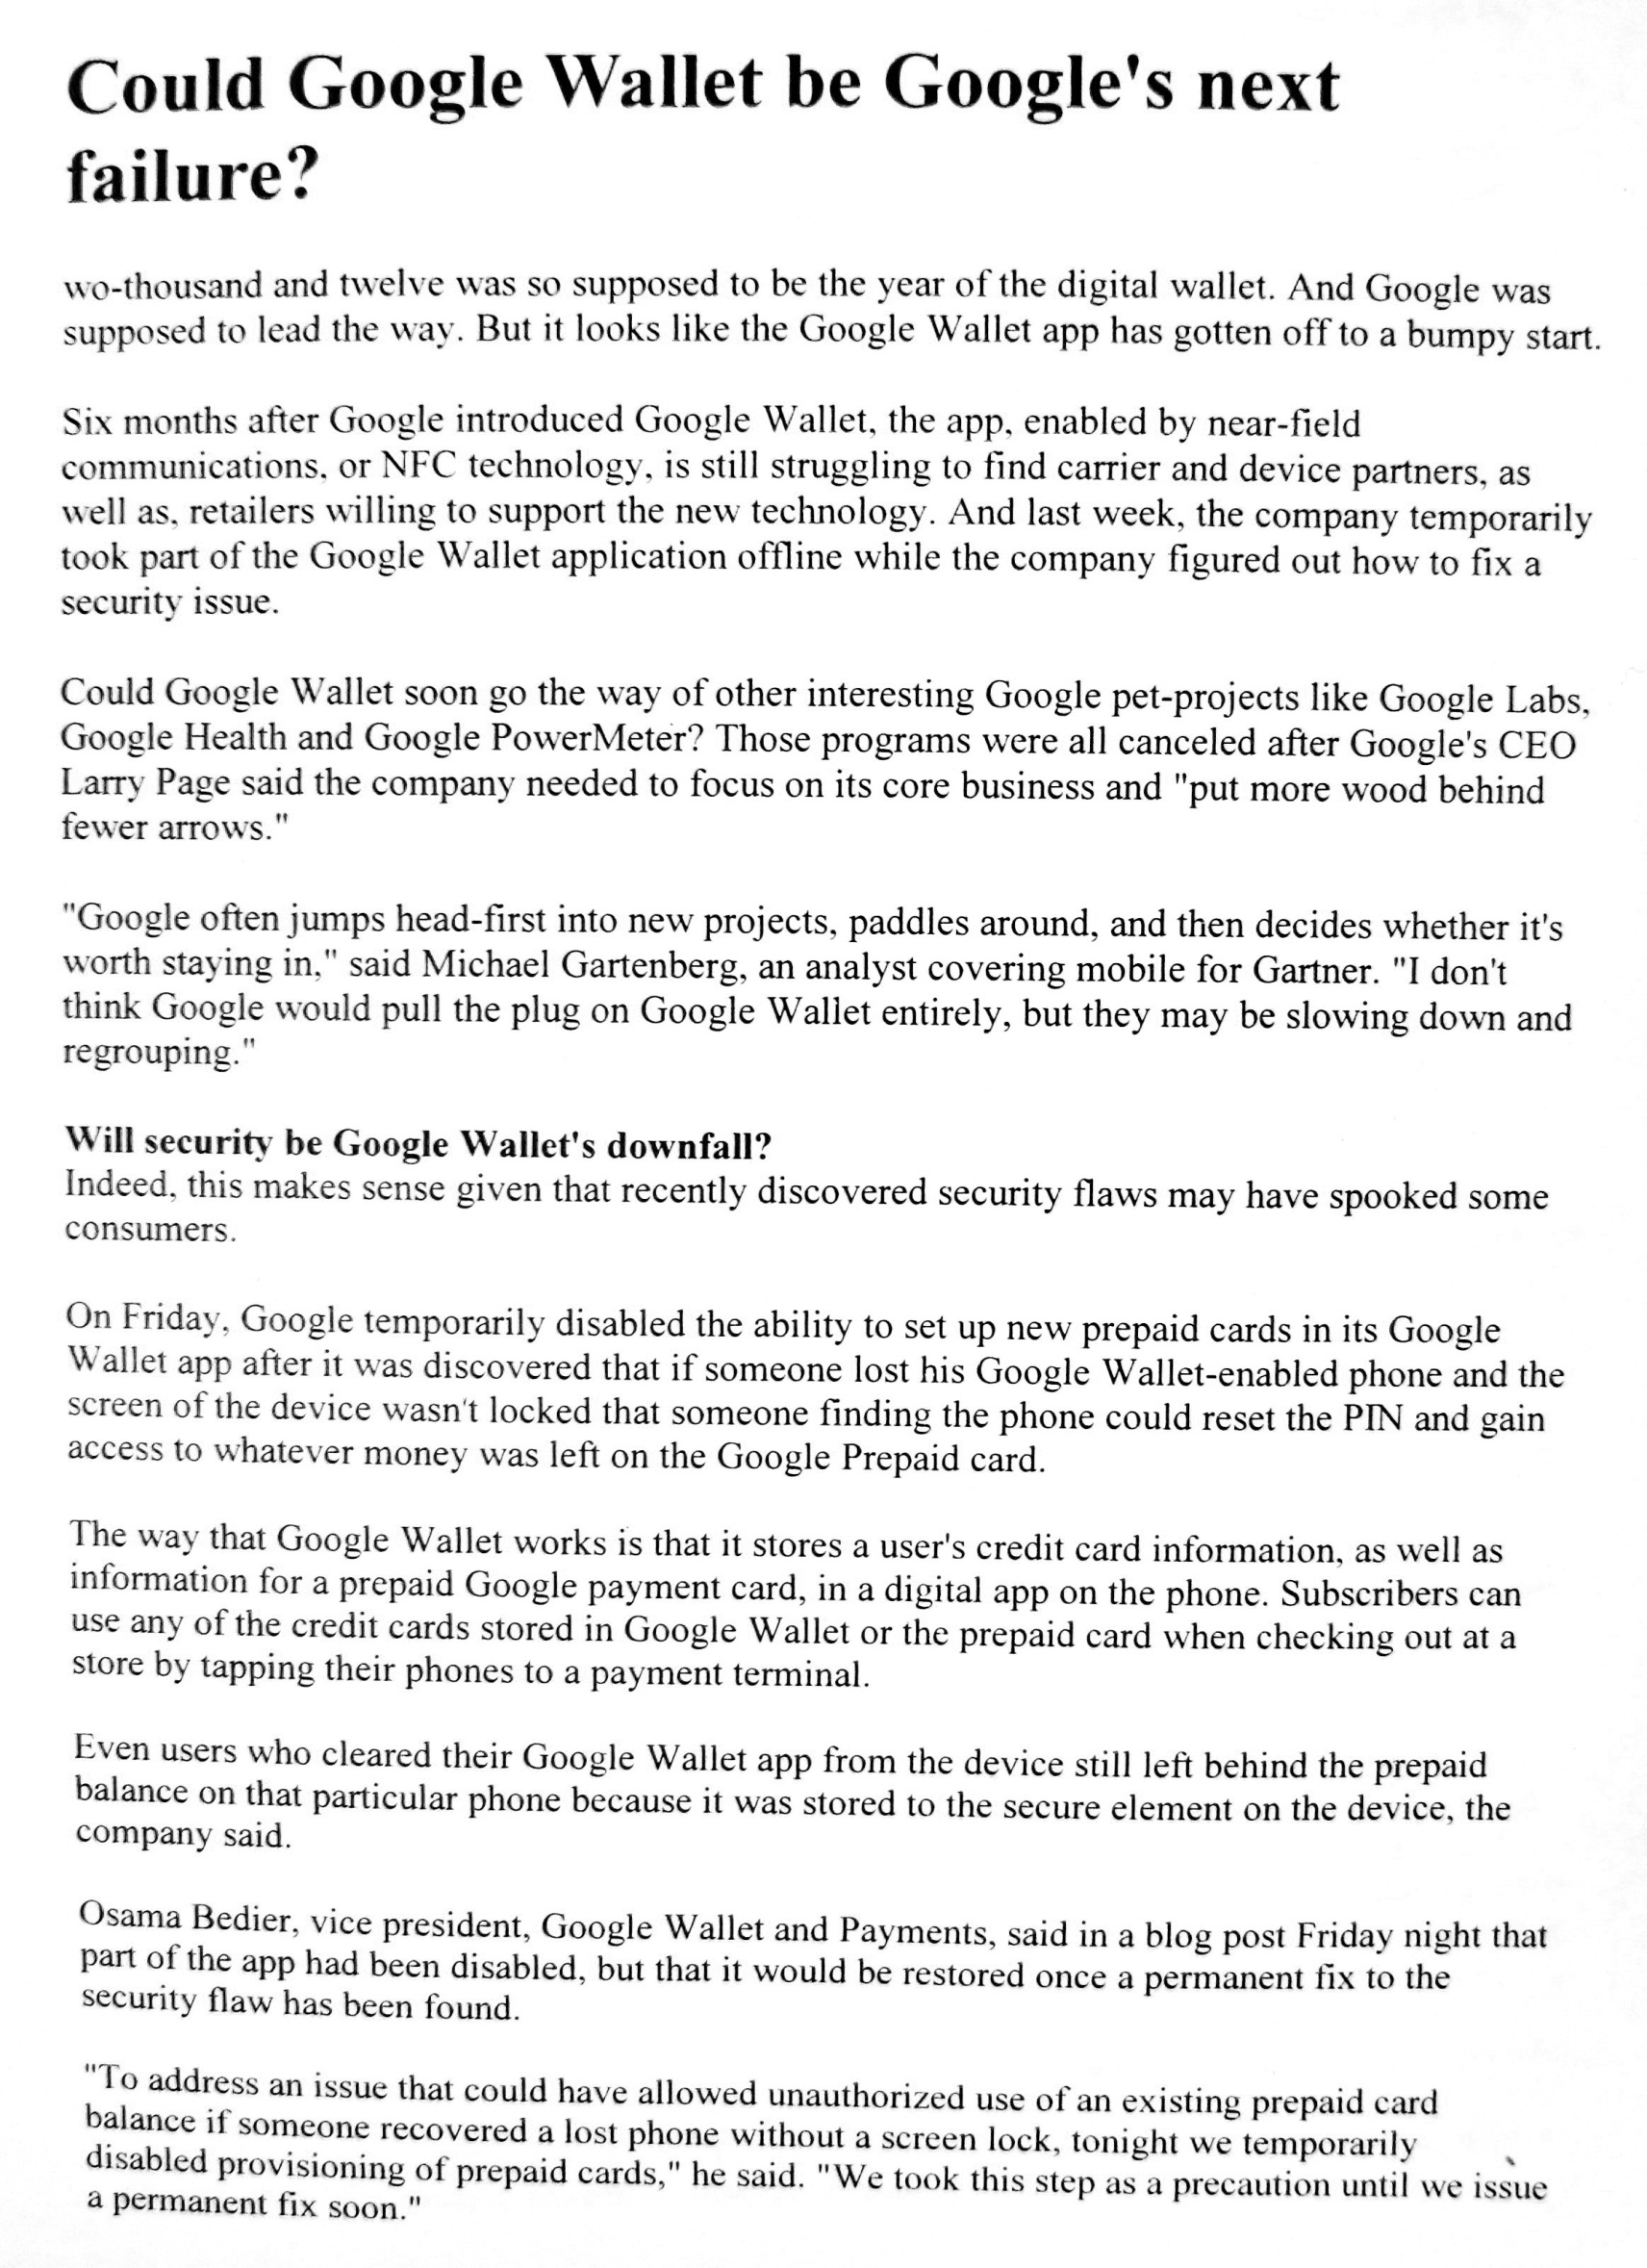 Could Google Wallet be Google's next
failure?
wo-thousand and twelve was so supposed to be the year of the digital wallet. And Google was
supposed to lead the way. But it looks like the Google Wallet app has gotten off to a bumpy start.
Six months after Google introduced Google Wallet, the app, enabled by near-field
communications, or NFC technology, is still struggling to find carrier and device partners, as
well as, retailers willing to support the new technology. And last week, the company temporarily
took part of the Google Wallet application offline while the company figured out how to fix a
security issue.
Could Google Wallet soon go the way of other interesting Google pet-projects like Google Labs,
Google Health and Google PowerMeter? Those programs were all canceled after Google's CEO
Larry Page said the company needed to focus on its core business and "put more wood behind
fewer arrows."
"Google often jumps head-first into new projects, paddles around, and then decides whether it's
worth staying in," said Michael Gartenberg, an analyst covering mobile for Gartner. "I don't
think Google would pull the plug on Google Wallet entirely, but they may be slowing down and
regrouping."
Will security be Google Wallet's downfall?
Indeed, this makes sense given that recently discovered security flaws may have spooked some
consumers.
On Friday, Google temporarily disabled the ability to set up new prepaid cards in its Google
Wallet app after it was discovered that if someone lost his Google Wallet-enabled phone and the
screen of the device wasn't locked that someone finding the phone could reset the PIN and gain
access to whatever money was left on the Google Prepaid card.
The way that Google Wallet works is that it stores a user's credit card information, as well as
information for a prepaid Google payment card, in a digital app on the phone. Subscribers can
use any of the credit cards stored in Google Wallet or the prepaid card when checking out at a
store by tapping their phones to a payment terminal.
Even users who cleared their Google Wallet app from the device still left behind the prepaid
balance on that particular phone because it was stored to the secure element on the device, the
company said.
Osama Bedier, vice president, Google Wallet and Payments, said in a blog post Friday night that
part of the app had been disabled, but that it would be restored once a permanent fix to the
security flaw has been found.
"To address an issue that could have allowed unauthorized use of an existing prepaid card
balance if someone recovered a lost phone without a screen lock, tonight we temporarily
disabled provisioning of prepaid cards," he said. "We took this step as a precaution until we issue
a permanent fix soon."